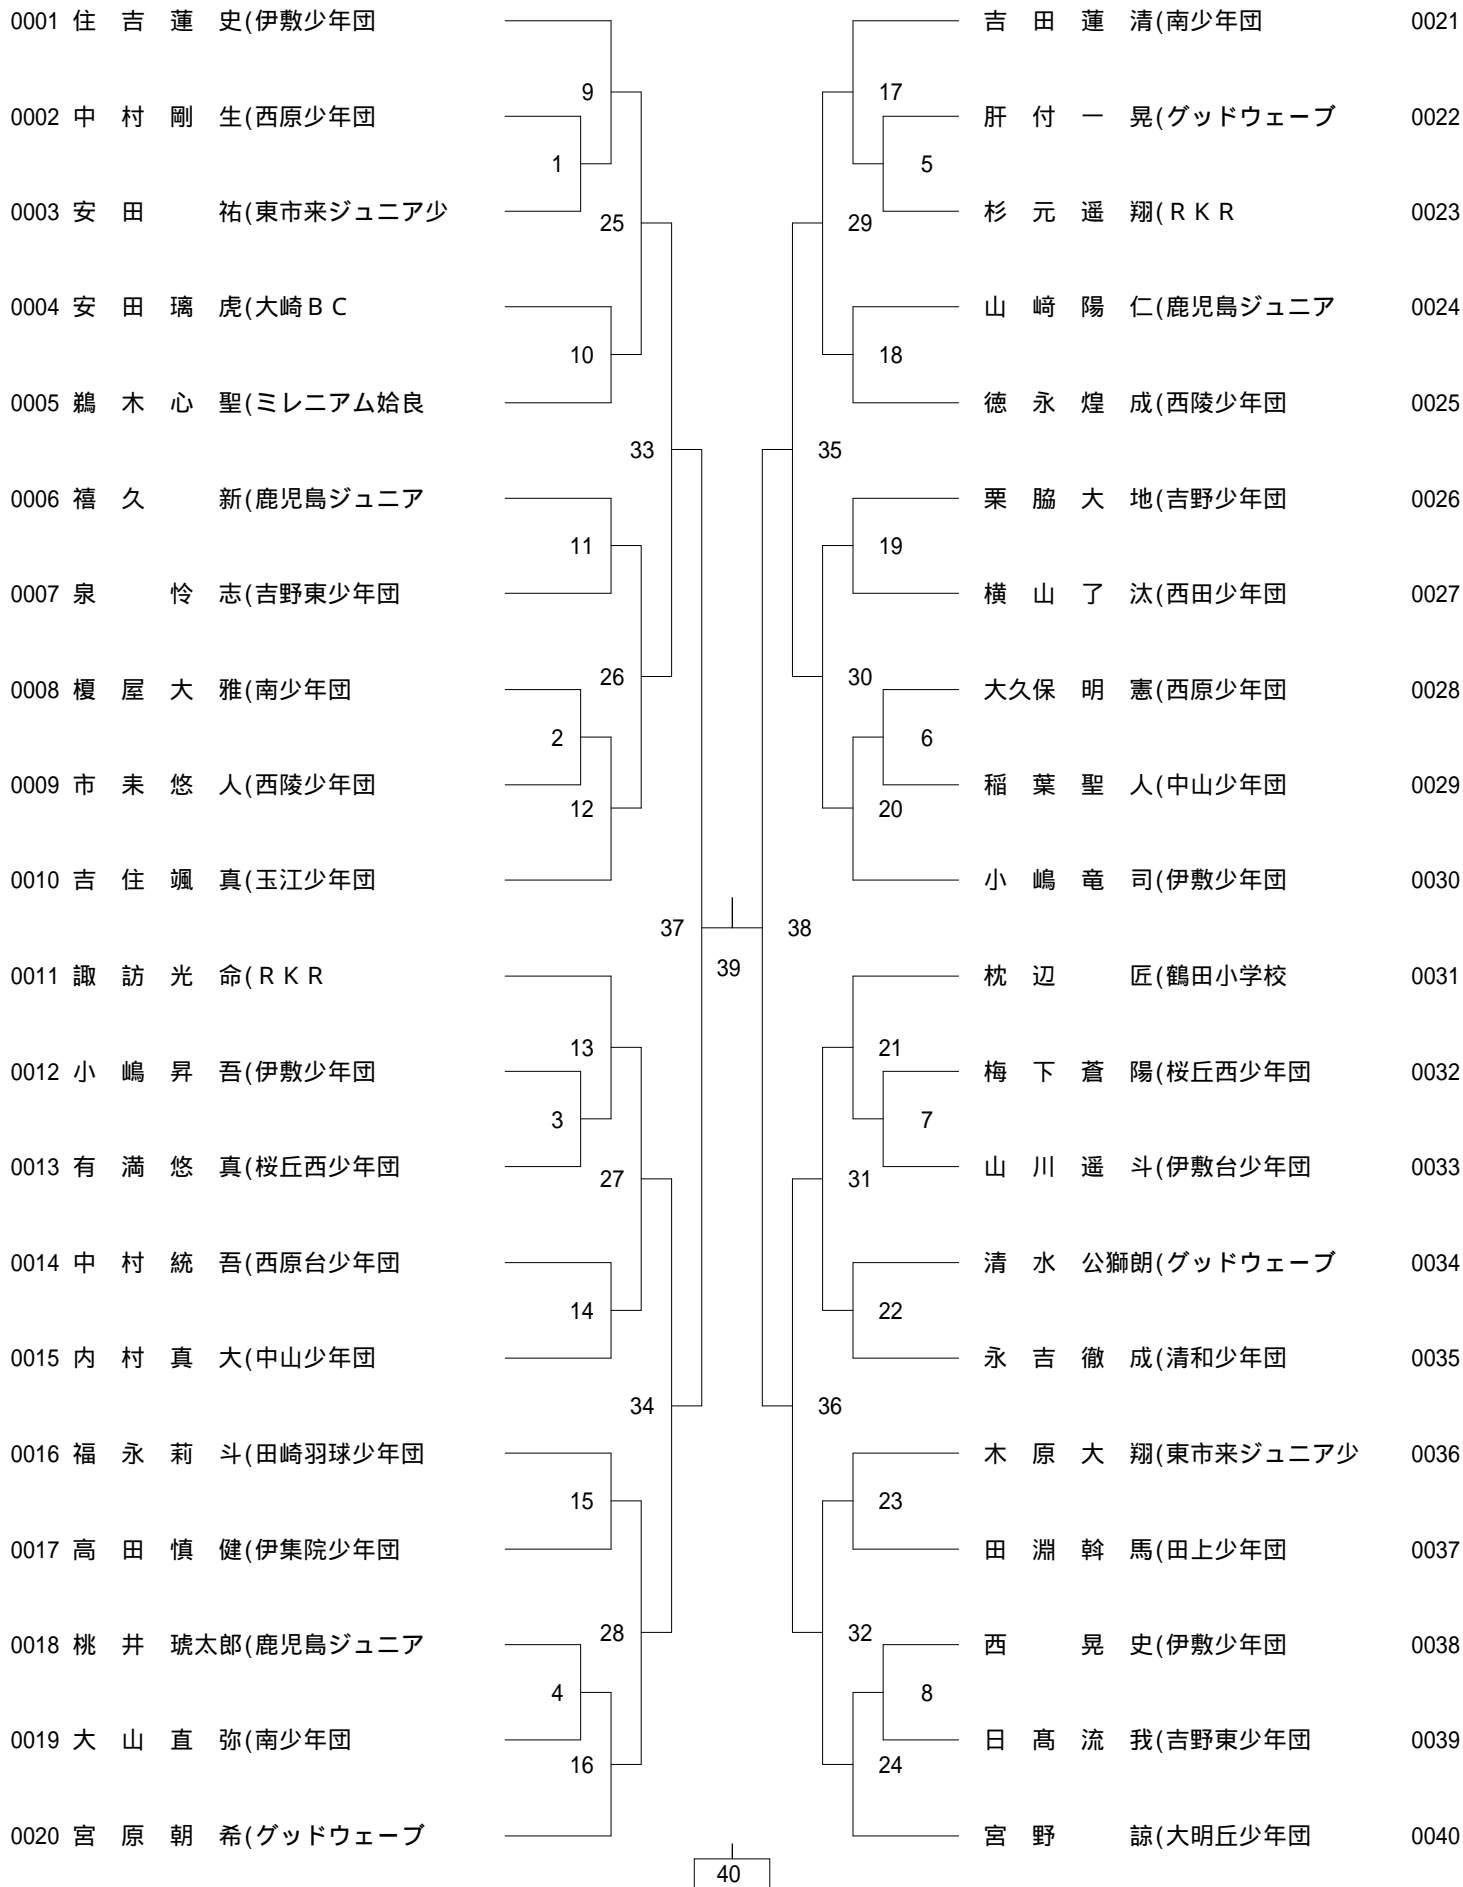 0001 住 吉 蓮 史(伊敷少年団
9
0002 中 村 剛 生(西原少年団
1
0003 安 田 祐(東市来ジュニア少
25
0004 安 田 璃 虎(大崎ＢＣ
10
0005 鵜 木 心 聖(ミレニアム姶良
33
0006 禧 久 新(鹿児島ジュニア
11
0007 泉 怜 志(吉野東少年団
26
0008 榎 屋 大 雅(南少年団
2
0009 市 耒 悠 人(西陵少年団
12
0010 吉 住 颯 真(玉江少年団
37
0011 諏 訪 光 命(ＲＫＲ
13
0012 小 嶋 昇 吾(伊敷少年団
3
0013 有 満 悠 真(桜丘西少年団
27
0014 中 村 統 吾(西原台少年団
14
0015 内 村 真 大(中山少年団
34
0016 福 永 莉 斗(田崎羽球少年団
15
0017 高 田 慎 健(伊集院少年団
28
0018 桃 井 琥太郎(鹿児島ジュニア
4
0019 大 山 直 弥(南少年団
16
0020 宮 原 朝 希(グッドウェーブ
39
40
吉 田 蓮 清(南少年団 0021
17
肝 付 一 晃(グッドウェーブ 0022
5
杉 元 遥 翔(ＲＫＲ 0023
29
山 﨑 陽 仁(鹿児島ジュニア 0024
18
徳 永 煌 成(西陵少年団 0025
35
栗 脇 大 地(吉野少年団 0026
19
横 山 了 汰(西田少年団 0027
30
大久保 明 憲(西原少年団 0028
6
稲 葉 聖 人(中山少年団 0029
20
小 嶋 竜 司(伊敷少年団 0030
38
枕 辺 匠(鶴田小学校 0031
21
梅 下 蒼 陽(桜丘西少年団 0032
7
山 川 遥 斗(伊敷台少年団 0033
31
清 水 公獅朗(グッドウェーブ 0034
22
永 吉 徹 成(清和少年団 0035
36
木 原 大 翔(東市来ジュニア少 0036
23
田 淵 斡 馬(田上少年団 0037
32
西 晃 史(伊敷少年団 0038
8
日 髙 流 我(吉野東少年団 0039
24
宮 野 諒(大明丘少年団 0040